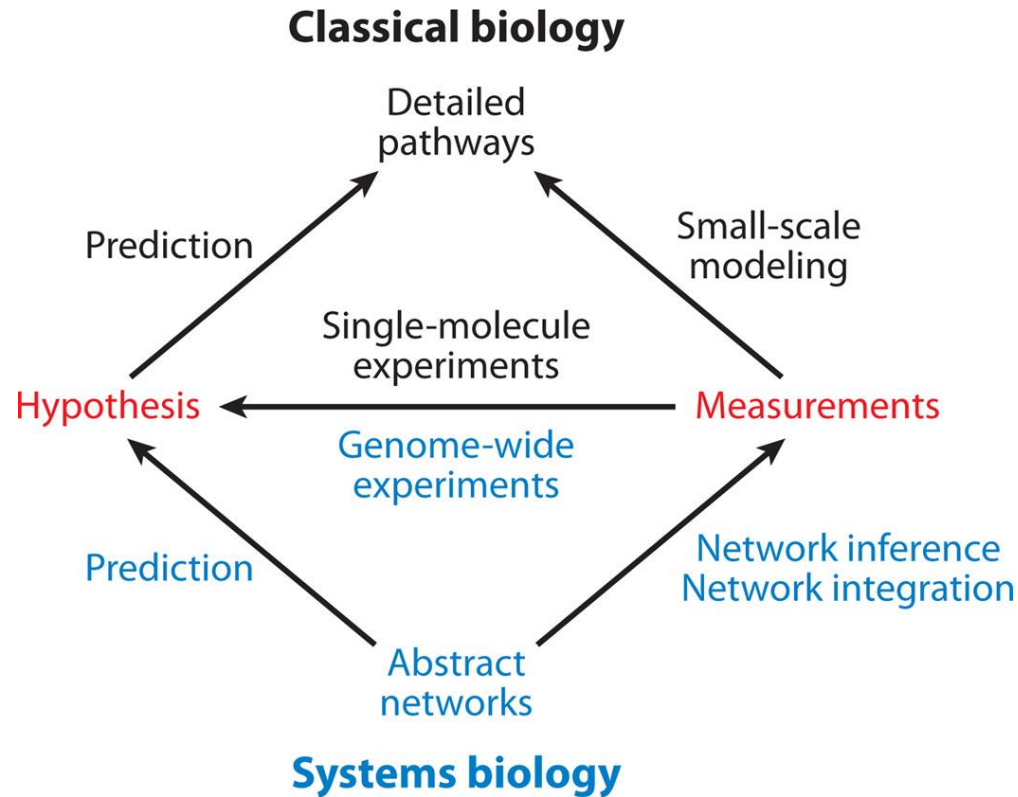 Classical biology
Detailed
pathways
Prediction
Small-scale
modeling
Single-molecule
experiments
Hypothesis
Measurements
Genome-wide
experiments
Prediction
Network inference
Network integration
Abstract
networks
Systems biology